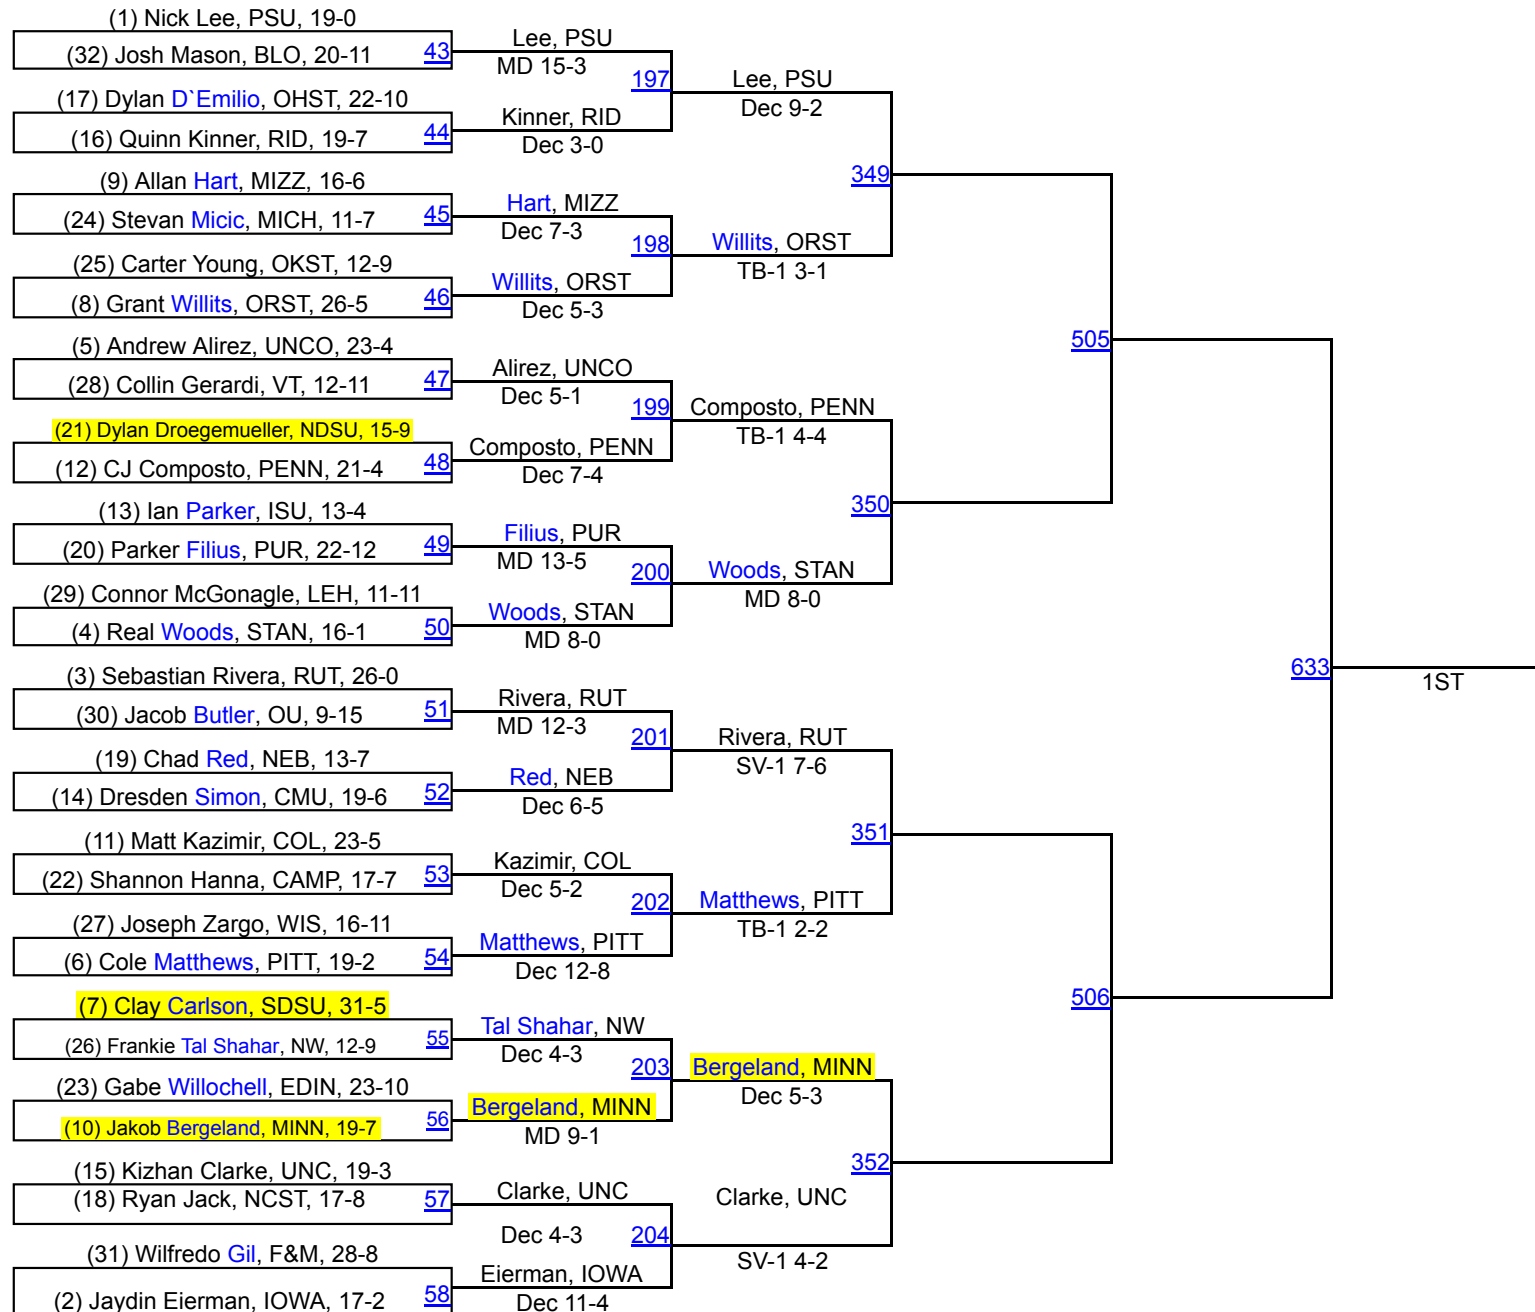 (1) Nick Lee, PSU, 19-0
(32) Josh Mason, BLO, 20-11
43
Lee, PSU
MD 15-3
197
Lee, PSU
Dec 9-2
(17) Dylan D`Emilio, OHST, 22-10
(16) Quinn Kinner, RID, 19-7
44
Kinner, RID
Dec 3-0
349
(9) Allan Hart, MIZZ, 16-6
(24) Stevan Micic, MICH, 11-7
45
Hart, MIZZ
Dec 7-3
198
Willits, ORST
TB-1 3-1
(25) Carter Young, OKST, 12-9
(8) Grant Willits, ORST, 26-5
46
Willits, ORST
Dec 5-3
505
(5) Andrew Alirez, UNCO, 23-4
(28) Collin Gerardi, VT, 12-11
47
Alirez, UNCO
Dec 5-1
199
Composto, PENN
TB-1 4-4
(21) Dylan Droegemueller, NDSU, 15-9
(12) CJ Composto, PENN, 21-4
48
Composto, PENN
Dec 7-4
350
(13) Ian Parker, ISU, 13-4
(20) Parker Filius, PUR, 22-12
49
Filius, PUR
MD 13-5
200
Woods, STAN
MD 8-0
(29) Connor McGonagle, LEH, 11-11
(4) Real Woods, STAN, 16-1
50
Woods, STAN
MD 8-0
633
1ST
(3) Sebastian Rivera, RUT, 26-0
(30) Jacob Butler, OU, 9-15
51
Rivera, RUT
MD 12-3
201
Rivera, RUT
SV-1 7-6
(19) Chad Red, NEB, 13-7
(14) Dresden Simon, CMU, 19-6
52
Red, NEB
Dec 6-5
351
(11) Matt Kazimir, COL, 23-5
(22) Shannon Hanna, CAMP, 17-7
53
Kazimir, COL
Dec 5-2
202
Matthews, PITT
TB-1 2-2
(27) Joseph Zargo, WIS, 16-11
(6) Cole Matthews, PITT, 19-2
54
Matthews, PITT
Dec 12-8
506
(7) Clay Carlson, SDSU, 31-5
(26) Frankie Tal Shahar, NW, 12-9
55
Tal Shahar, NW
Dec 4-3
203
Bergeland, MINN
Dec 5-3
(23) Gabe Willochell, EDIN, 23-10
(10) Jakob Bergeland, MINN, 19-7
56
Bergeland, MINN
MD 9-1
352
(15) Kizhan Clarke, UNC, 19-3
(18) Ryan Jack, NCST, 17-8
57
Clarke, UNC
Dec 4-3
204
Clarke, UNC
SV-1 4-2
(31) Wilfredo Gil, F&M, 28-8
(2) Jaydin Eierman, IOWA, 17-2
58
Eierman, IOWA
Dec 11-4